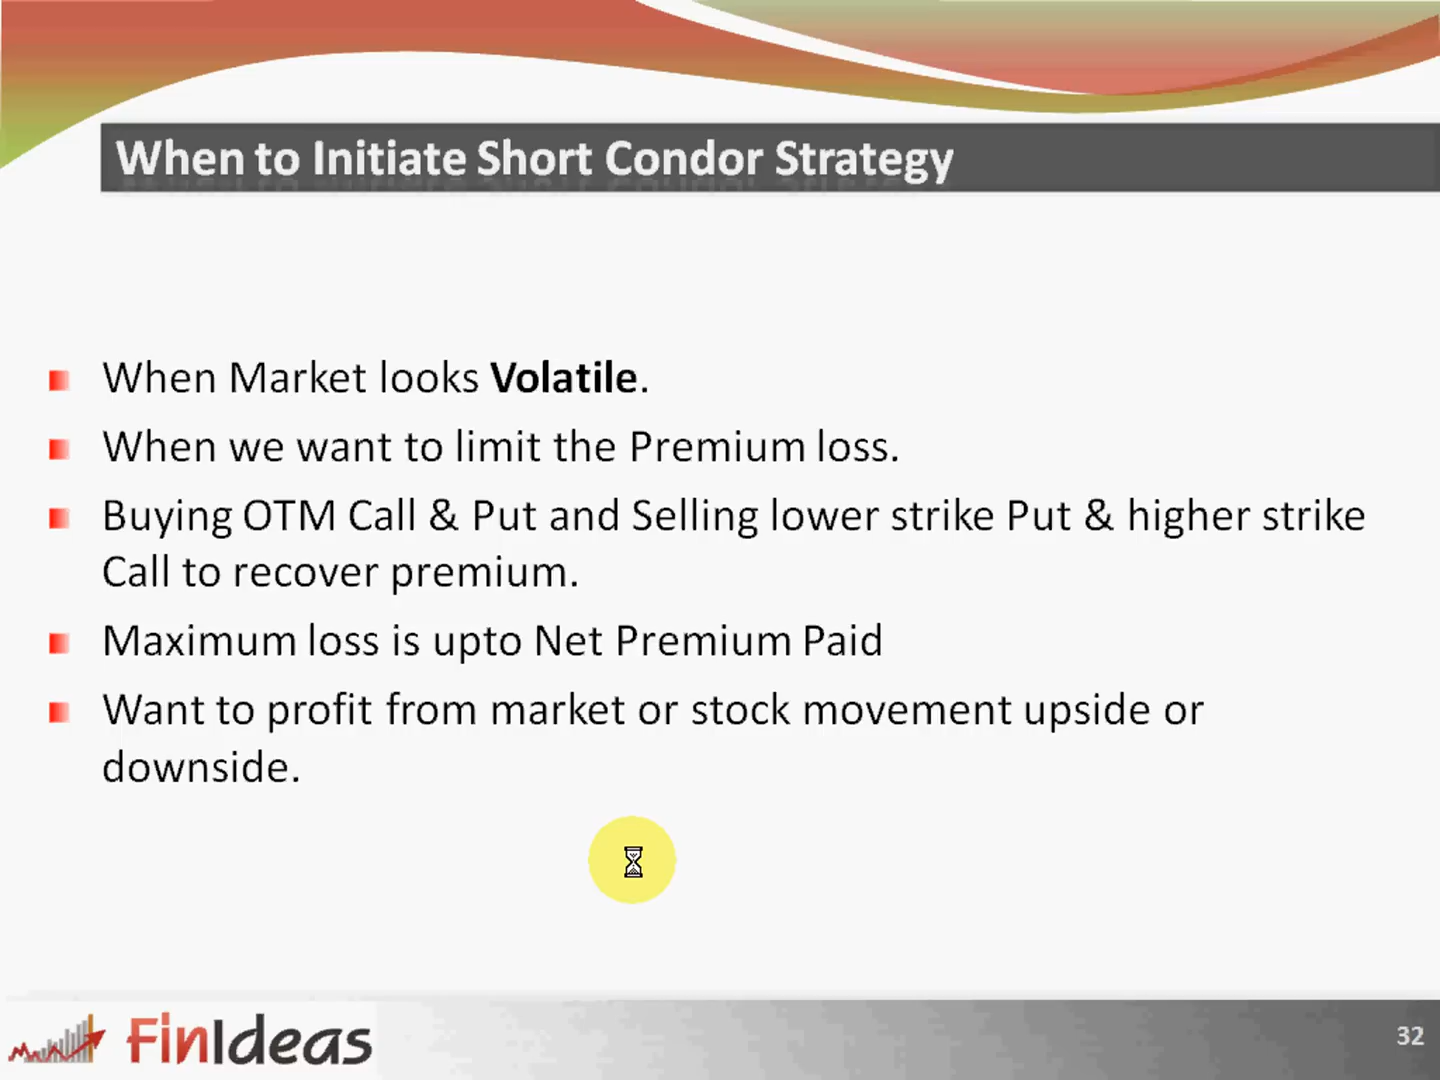 When to Initiate Short Condor Strategy
When Market looks Volatile.
When we want to limit the Premium loss.
Buying OTM Call & Put and Selling lower strike Put & higher strike
Call to recover premium.
Maximum loss is upto Net Premium Paid
Want to profit from market or stock movement upside or
downside.
FinIdeas
32